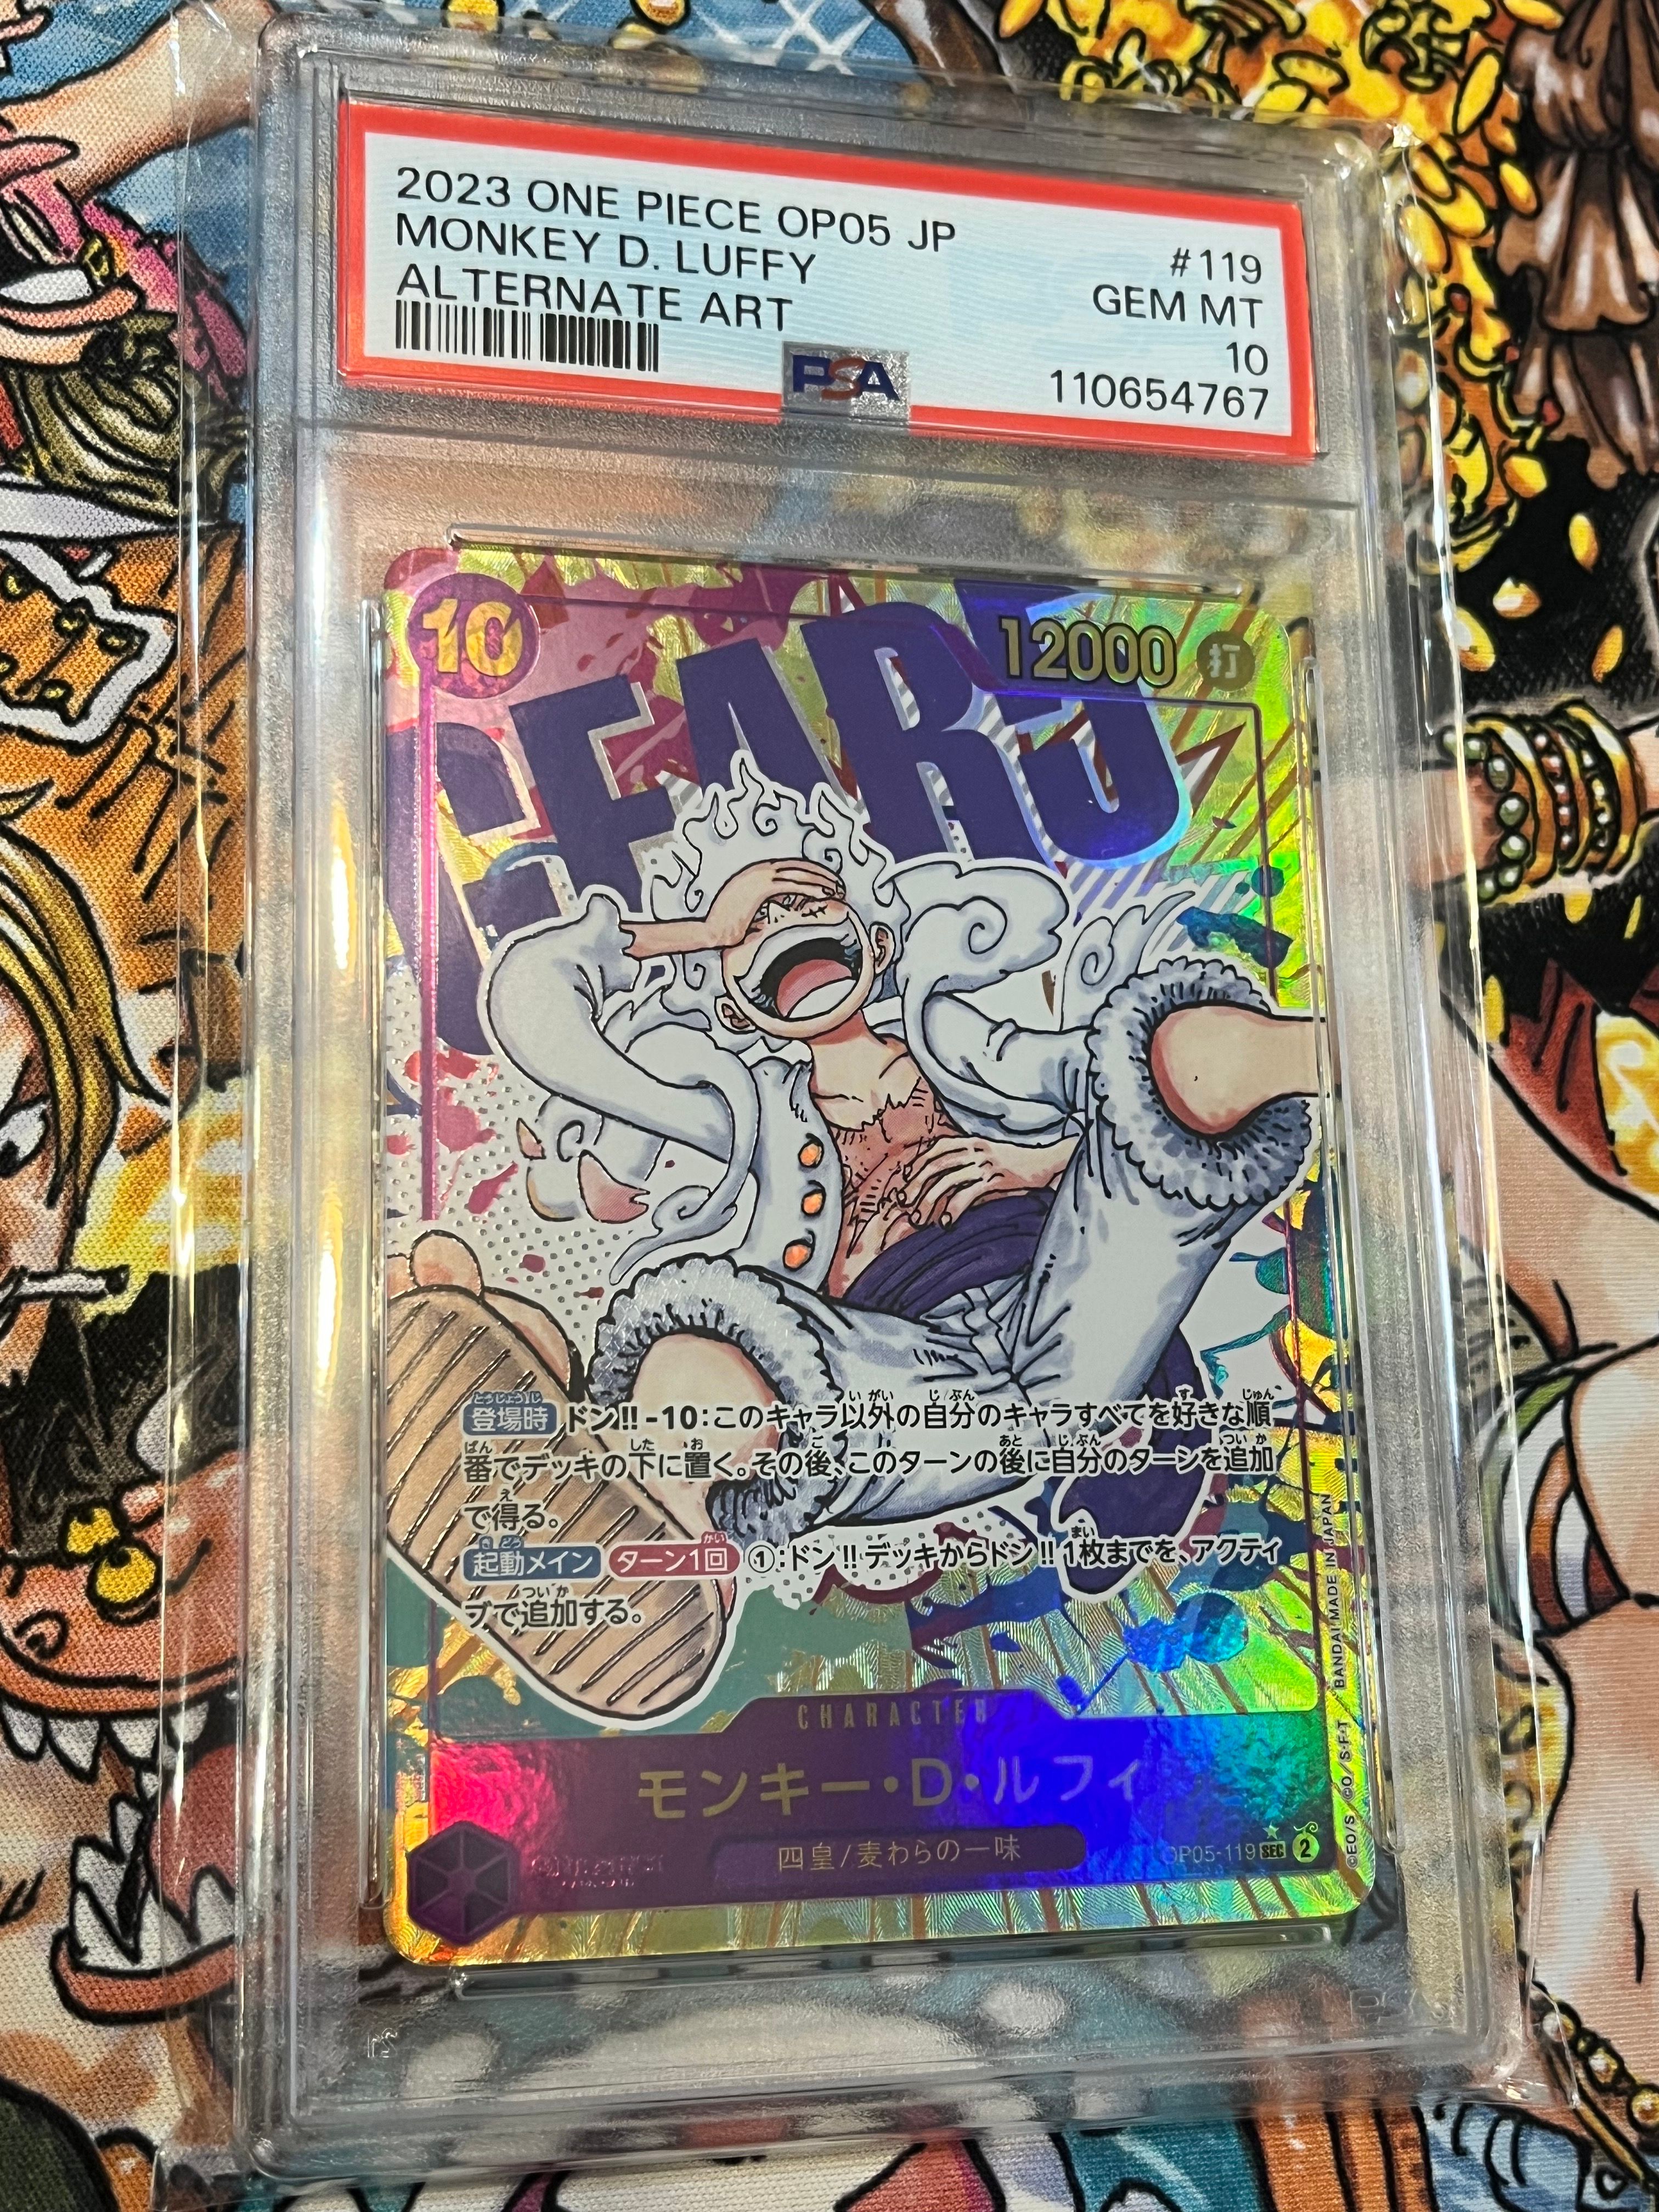 2023 ONE PIECE OP05 JP
MONKEY D. LUFFY
ALTERNATE ART
#119
GEM MT
10
110654767
PSA
10
GEAR5
12000
打
登場時 ドン!!-10:このキャラ以外の自分のキャラすべてを好きな順
番でデッキの下に置く。その後、このターンの後に自分のターンを追加
で得る。
起動メイン ターン1回 ①:ドン!!デッキからドン!!1枚までを、アクティ
ブで追加する。
CHARACTER
モンキー・D・ルフィ
四皇/麦わらの一味
OP05-119 SEC 2
©EO/S ©O/S・F・T BANDAI MADE IN JAPAN